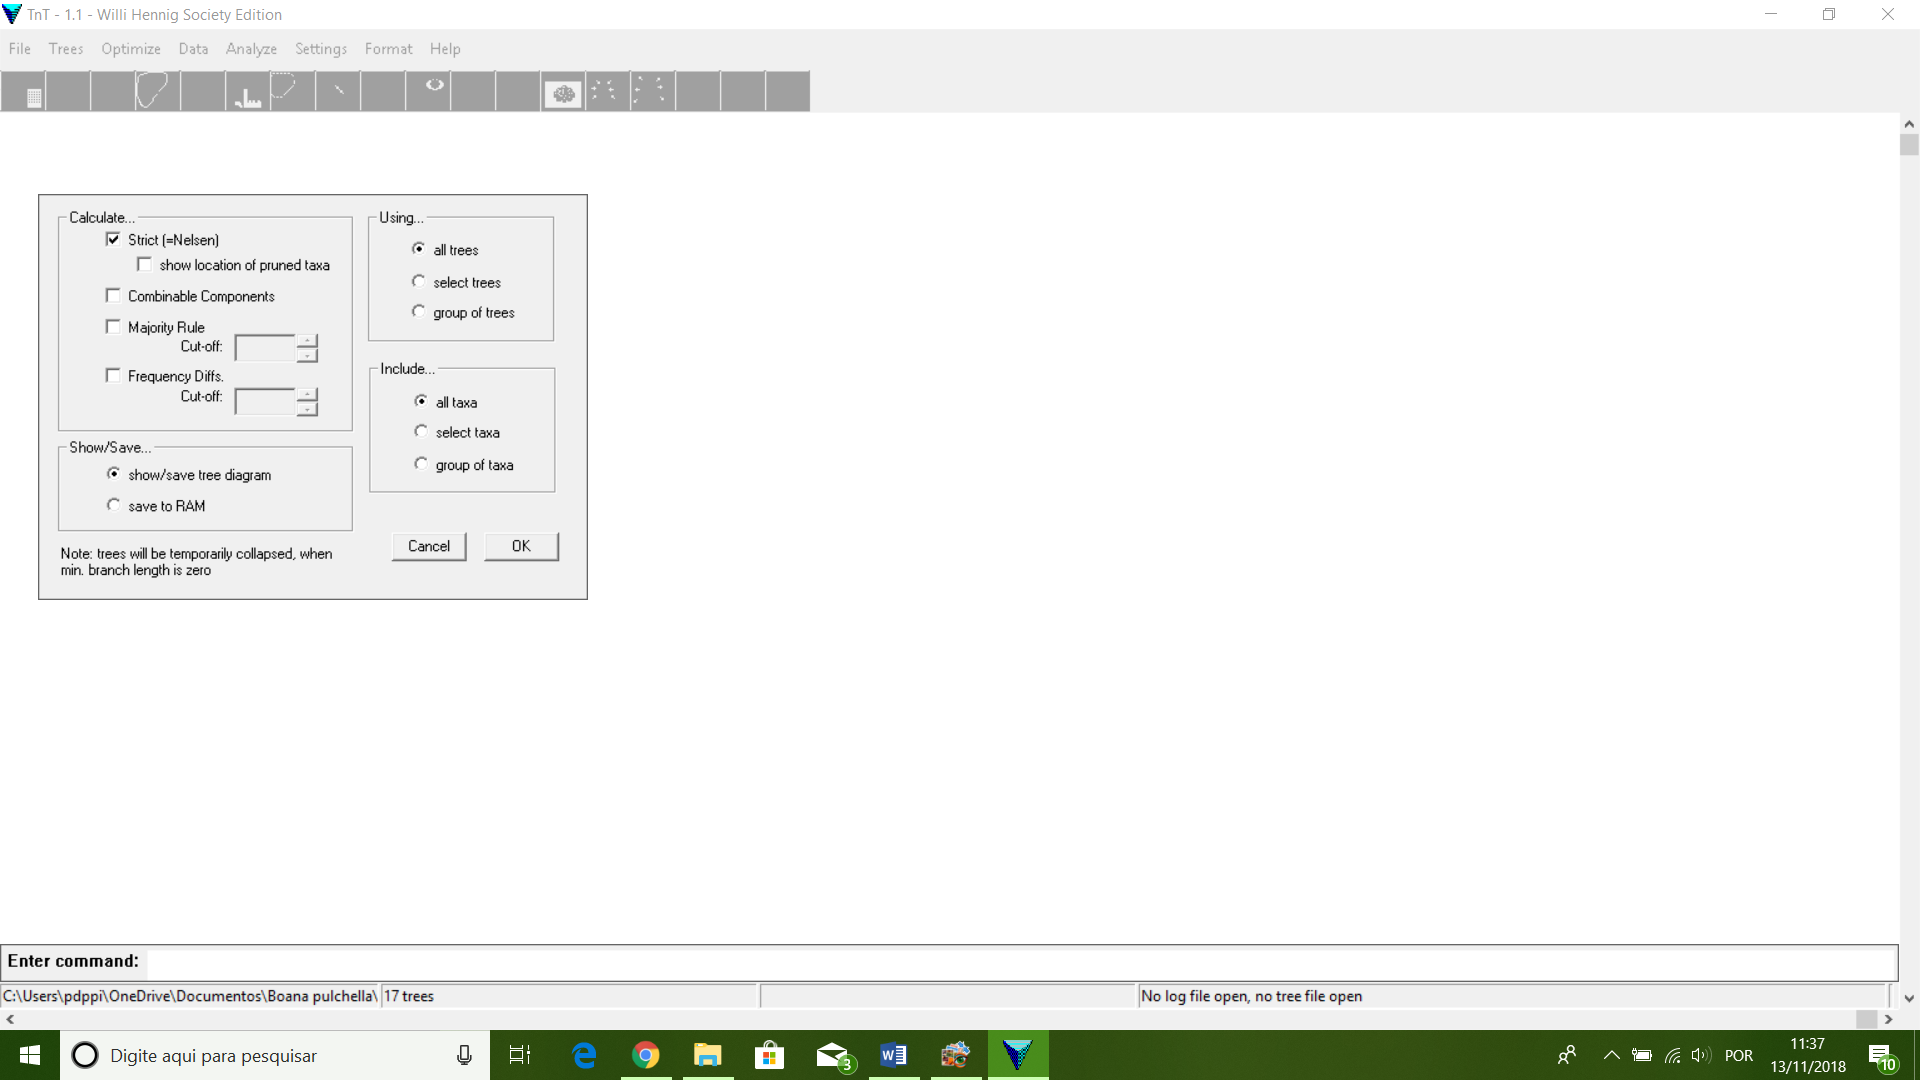 TnT - 1.1 - Willi Hennig Society Edition
File Trees Optimize Data Analyze Settings Format Help
Calculate...
Strict (=Nelsen)
show location of pruned taxa
Combinable Components
Majority Rule
Cut-off:
Frequency Diffs.
Cut-off:
Show/Save...
show/save tree diagram
save to RAM
Note: trees will be temporarily collapsed, when
min. branch length is zero
Using...
all trees
select trees
group of trees
Include...
all taxa
select taxa
group of taxa
Cancel OK
Enter command:
C:\Users\pdppi\OneDrive\Documentos\Boana pulchella\ 17 trees No log file open, no tree file open
Digite aqui para pesquisar
3
POR
11:37
13/11/2018
10